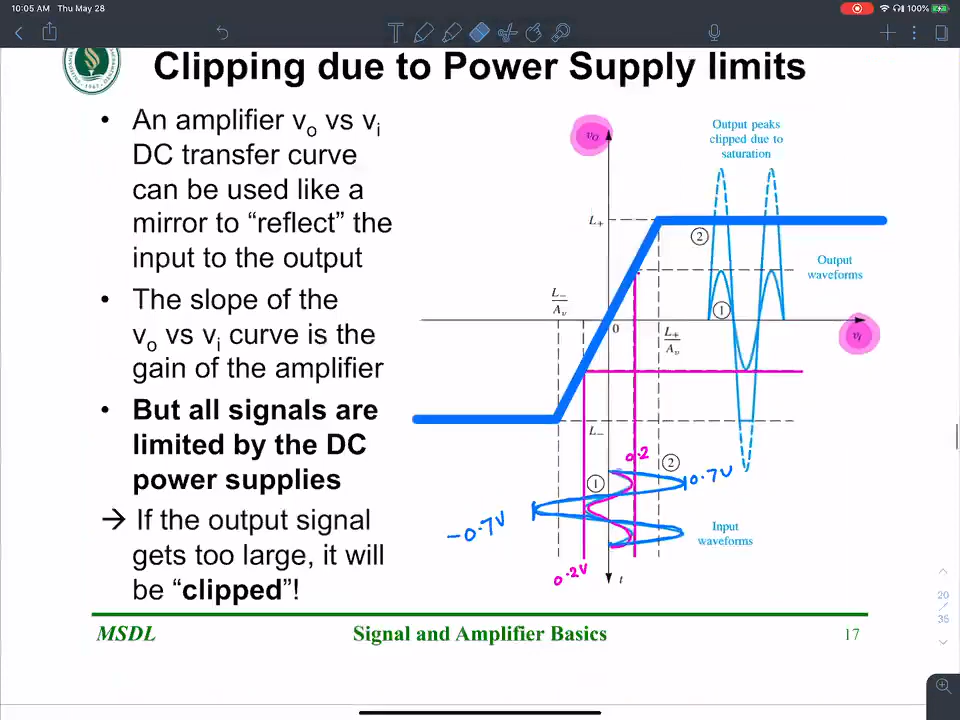 10:05 AM Thu May 28
100%
Clipping due to Power Supply limits
• An amplifier vo vs vi
DC transfer curve
can be used like a
mirror to “reflect” the
input to the output
• The slope of the
vo vs vi curve is the
gain of the amplifier
• But all signals are
limited by the DC
power supplies
→ If the output signal
gets too large, it will
be “clipped”!
vO
Output peaks
clipped due to
saturation
L+
2
Output
waveforms
L−
Av
1
0
L+
Av
vI
L−
0.2
1
2
0.7V
-0.7V
Input
waveforms
0.2V
t
MSDL
Signal and Amplifier Basics
17
20
35